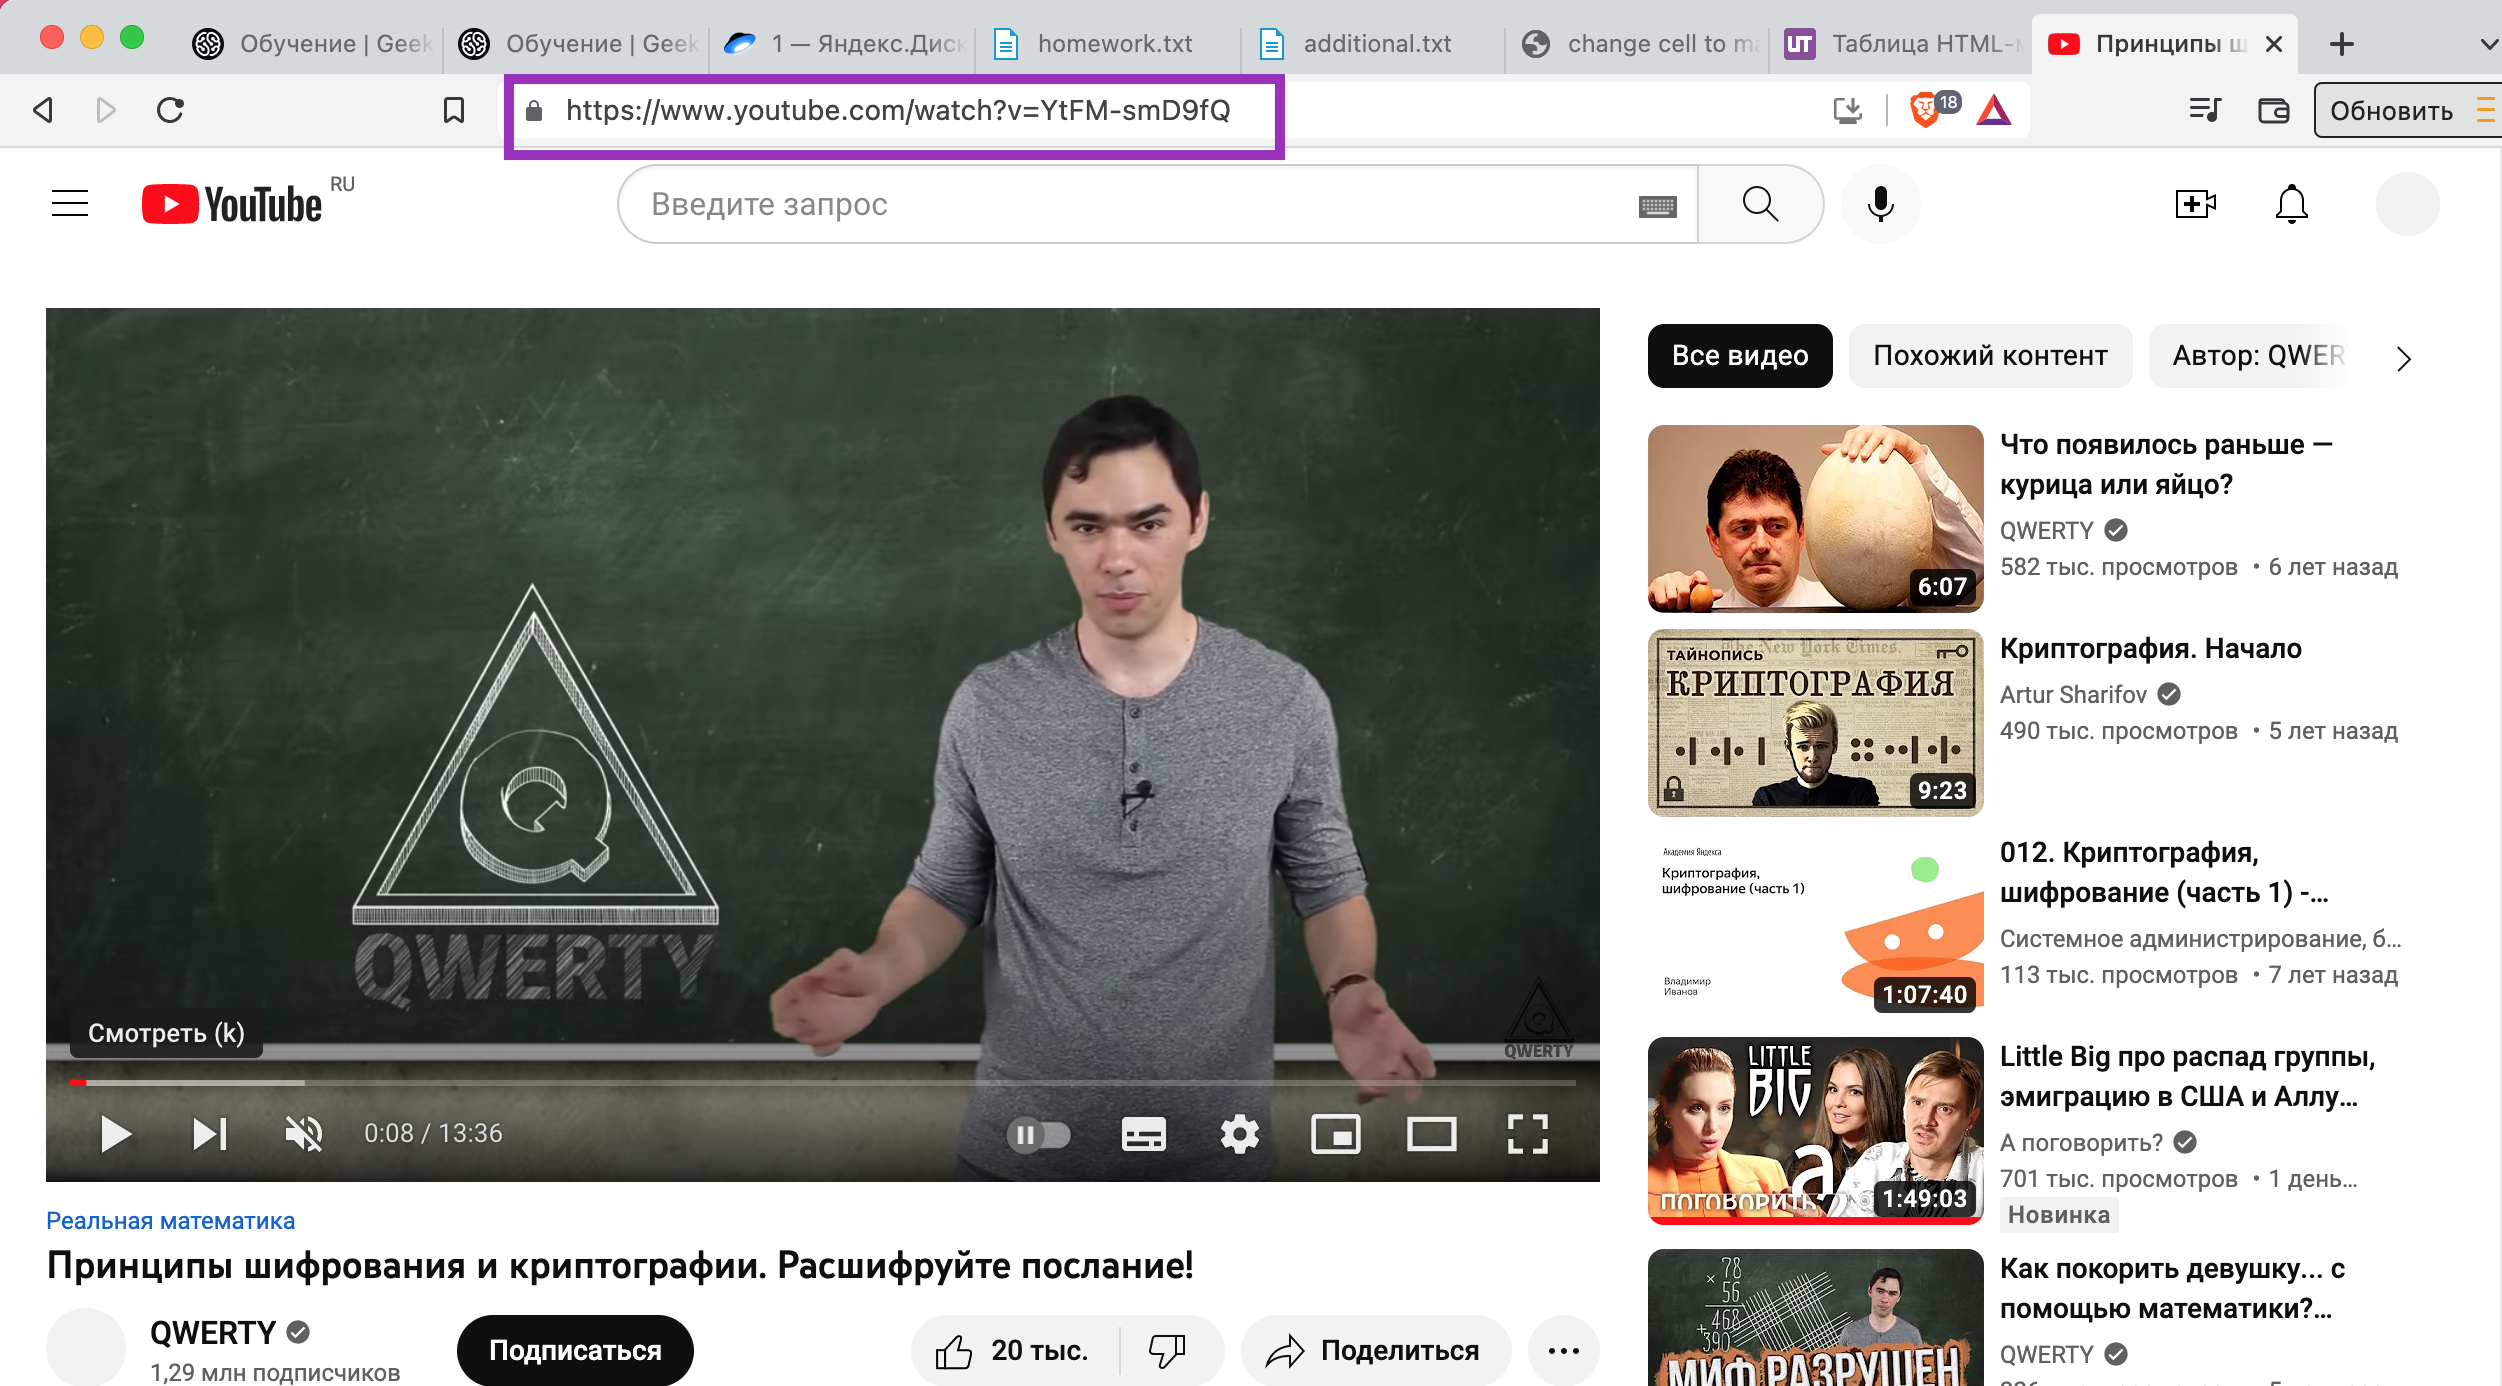 Обучение | Geek
Обучение | Geek
1 — Яндекс.Диск
homework.txt
additional.txt
change cell to ma
Таблица HTML-
Принципы ш
https://www.youtube.com/watch?v=YtFM-smD9fQ
18
Обновить
YouTube RU
Введите запрос
Все видео
Похожий контент
Автор: QWER
QWERTY
QWERTY
Смотреть (k)
0:08 / 13:36
Реальная математика
Принципы шифрования и криптографии. Расшифруйте послание!
QWERTY
1,29 млн подписчиков
Подписаться
20 тыс.
Поделиться
6:07
Что появилось раньше —
курица или яйцо?
QWERTY
582 тыс. просмотров • 6 лет назад
The New York Times.
ТАЙНОПИСЬ
КРИПТОГРАФИЯ
9:23
Криптография. Начало
Artur Sharifov
490 тыс. просмотров • 5 лет назад
Академия Яндекса
Криптография,
шифрование (часть 1)
Владимир
Иванов
1:07:40
012. Криптография,
шифрование (часть 1) -...
Системное администрирование, б...
113 тыс. просмотров • 7 лет назад
LITTLE
BIG
а
ПОГОВОРИТЬ?
1:49:03
Little Big про распад группы,
эмиграцию в США и Аллу...
А поговорить?
701 тыс. просмотров • 1 день...
Новинка
× 78
56
+ 468
390
МИФ РАЗРУШЕН
Как покорить девушку... с
помощью математики?...
QWERTY